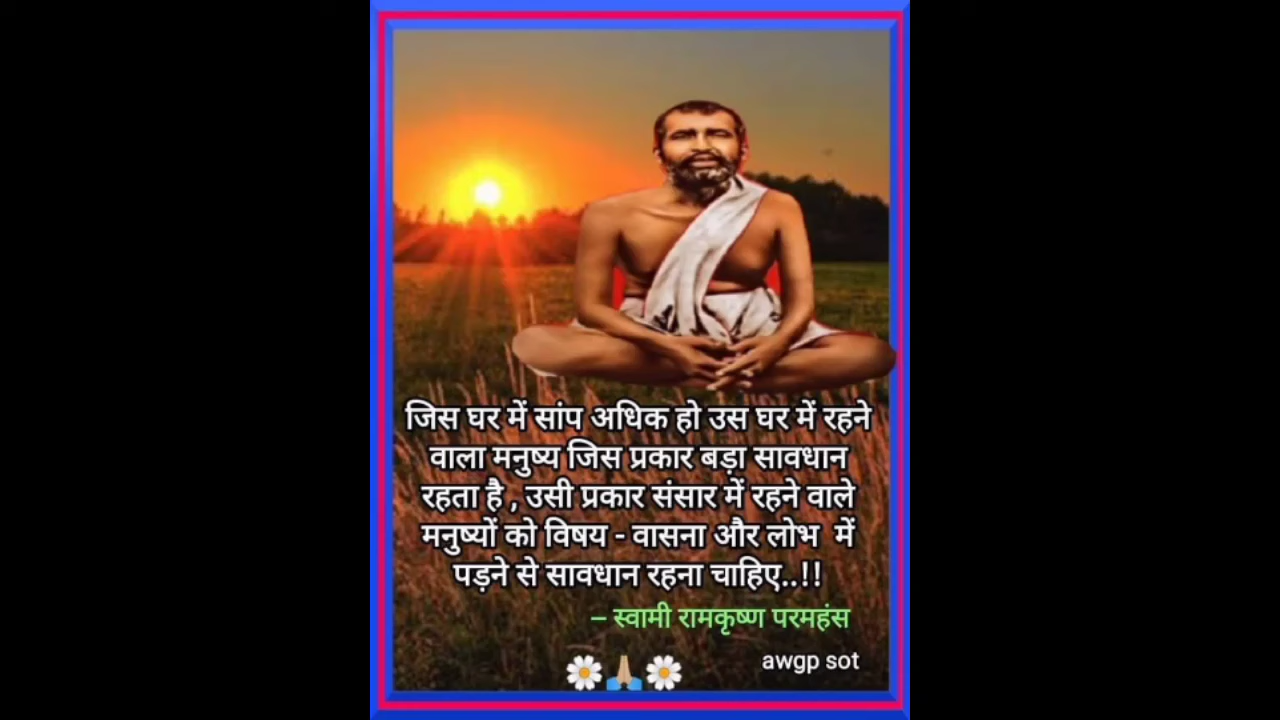 जिस घर में सांप अधिक हो उस घर में रहने
वाला मनुष्य जिस प्रकार बड़ा सावधान
रहता है , उसी प्रकार संसार में रहने वाले
मनुष्यों को विषय - वासना और लोभ में
पड़ने से सावधान रहना चाहिए..!!
– स्वामी रामकृष्ण परमहंस
awgp sot